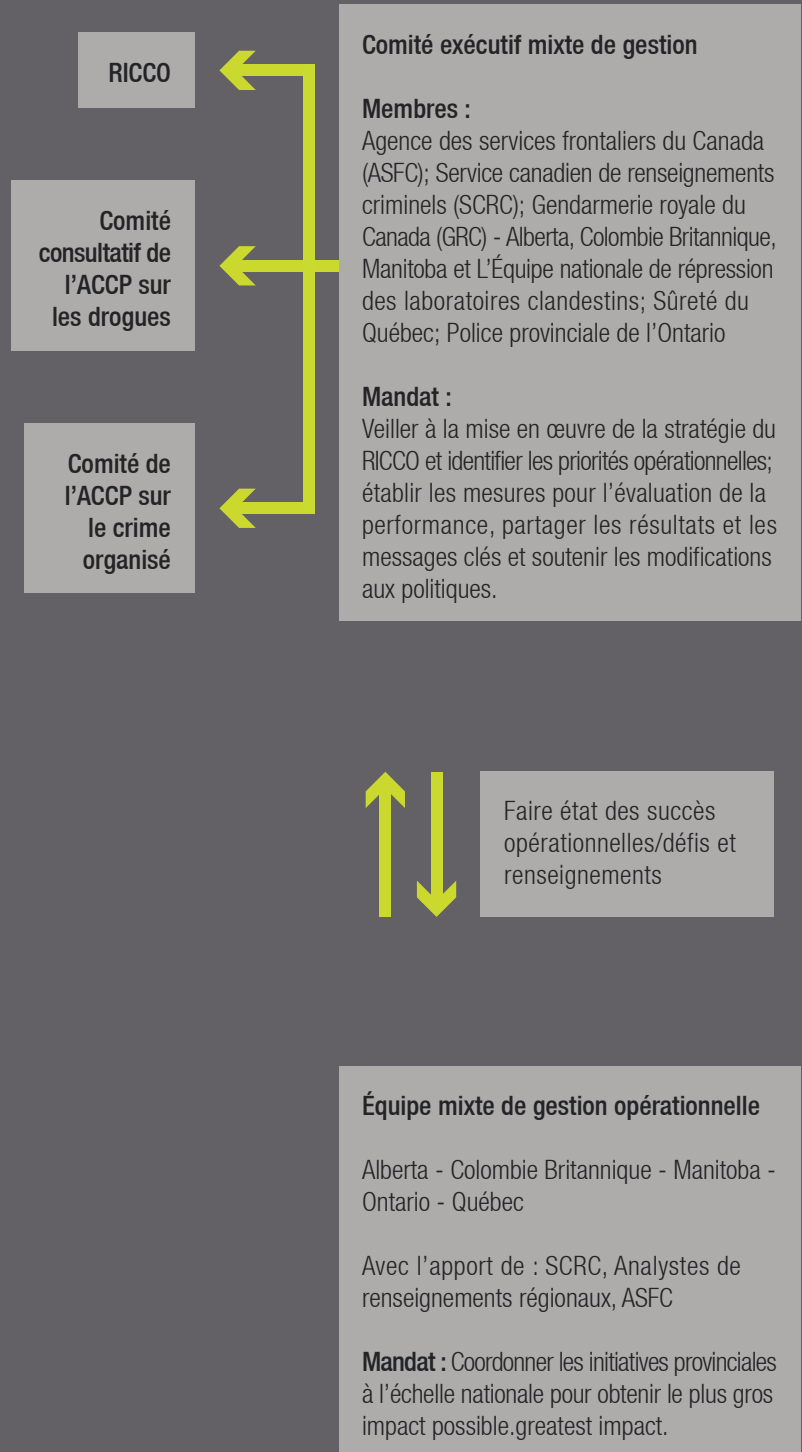 RICCO
Comité
consultatif de
l’ACCP sur
les drogues
Comité de
l’ACCP sur
le crime
organisé
Comité exécutif mixte de gestion
Membres :
Agence des services frontaliers du Canada
(ASFC); Service canadien de renseignements
criminels (SCRC); Gendarmerie royale du
Canada (GRC) - Alberta, Colombie Britannique,
Manitoba et L’Équipe nationale de répression
des laboratoires clandestins; Sûreté du
Québec; Police provinciale de l’Ontario
Mandat :
Veiller à la mise en œuvre de la stratégie du
RICCO et identifier les priorités opérationnelles;
établir les mesures pour l’évaluation de la
performance, partager les résultats et les
messages clés et soutenir les modifications
aux politiques.
Faire état des succès
opérationnelles/défis et
renseignements
Équipe mixte de gestion opérationnelle
Alberta - Colombie Britannique - Manitoba -
Ontario - Québec
Avec l’apport de : SCRC, Analystes de
renseignements régionaux, ASFC
Mandat : Coordonner les initiatives provinciales
à l’échelle nationale pour obtenir le plus gros
impact possible.greatest impact.